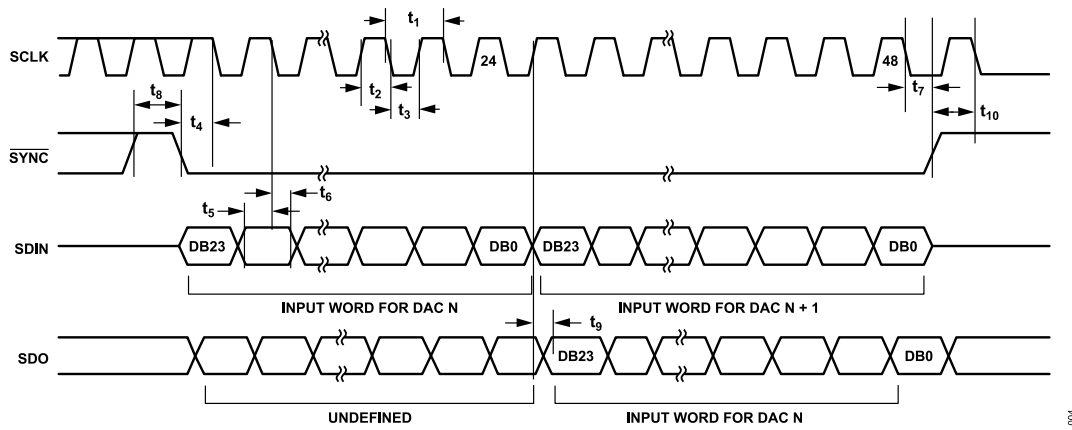 t1
SCLK
24
48
t2
t3
t7
t8
t4
t10
SYNC
t5
t6
SDIN
DB23
DB0
DB23
DB0
INPUT WORD FOR DAC N
INPUT WORD FOR DAC N + 1
t9
SDO
DB23
DB0
UNDEFINED
INPUT WORD FOR DAC N
004